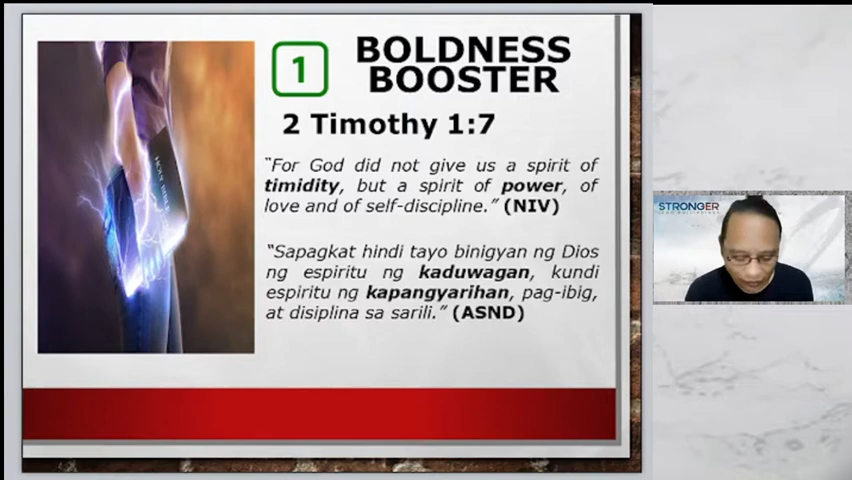 1
BOLDNESS
BOOSTER
2 Timothy 1:7
"For God did not give us a spirit of
timidity, but a spirit of power, of
love and of self-discipline." (NIV)
"Sapagkat hindi tayo binigyan ng Dios
ng espiritu ng kaduwagan, kundi
espiritu ng kapangyarihan, pag-ibig,
at disiplina sa sarili." (ASND)
HOLY BIBLE
STRONGER